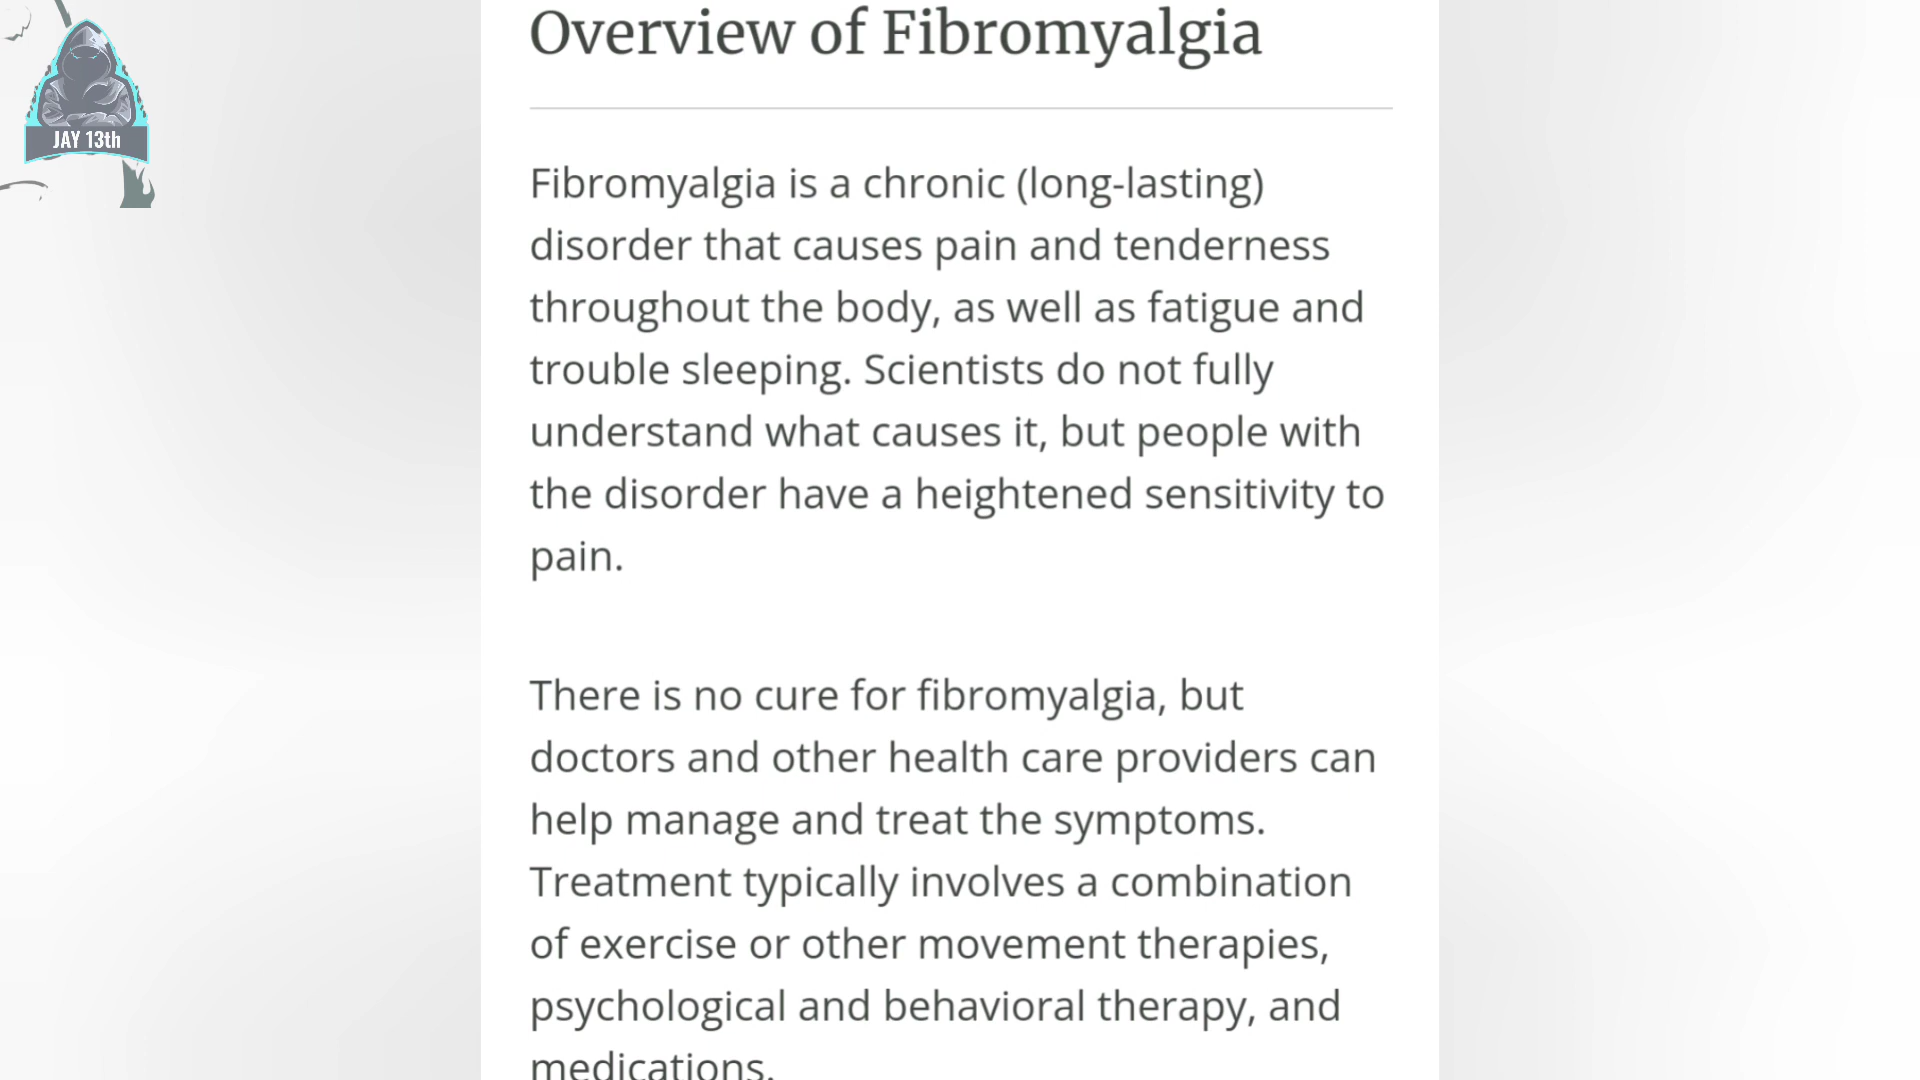 Overview of Fibromyalgia
JAY 13th
Fibromyalgia is a chronic (long-lasting)
disorder that causes pain and tenderness
throughout the body, as well as fatigue and
trouble sleeping. Scientists do not fully
understand what causes it, but people with
the disorder have a heightened sensitivity to
pain.
There is no cure for fibromyalgia, but
doctors and other health care providers can
help manage and treat the symptoms.
Treatment typically involves a combination
of exercise or other movement therapies,
psychological and behavioral therapy, and
medications.